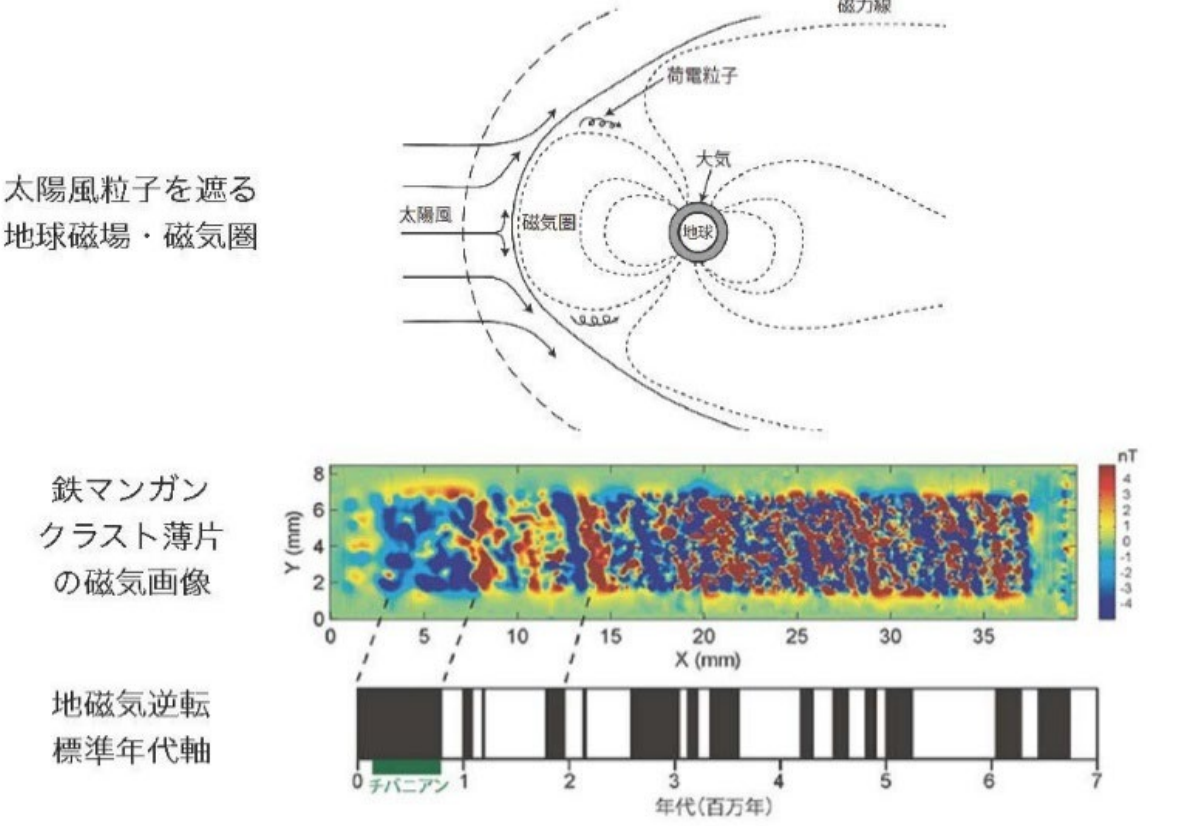 磁力線
荷電粒子
大気
太陽風粒子を遮る
地球磁場・磁気圏
太陽風
磁気圏
地球
鉄マンガン
クラスト薄片
の磁気画像
Y (mm)
8
6
4
2
0
0 5 10 15 20 25 30 35
X (mm)
nT
4
3
2
1
0
-1
-2
-3
-4
地磁気逆転
標準年代軸
0 1 2 3 4 5 6 7
チバニアン
年代(百万年)